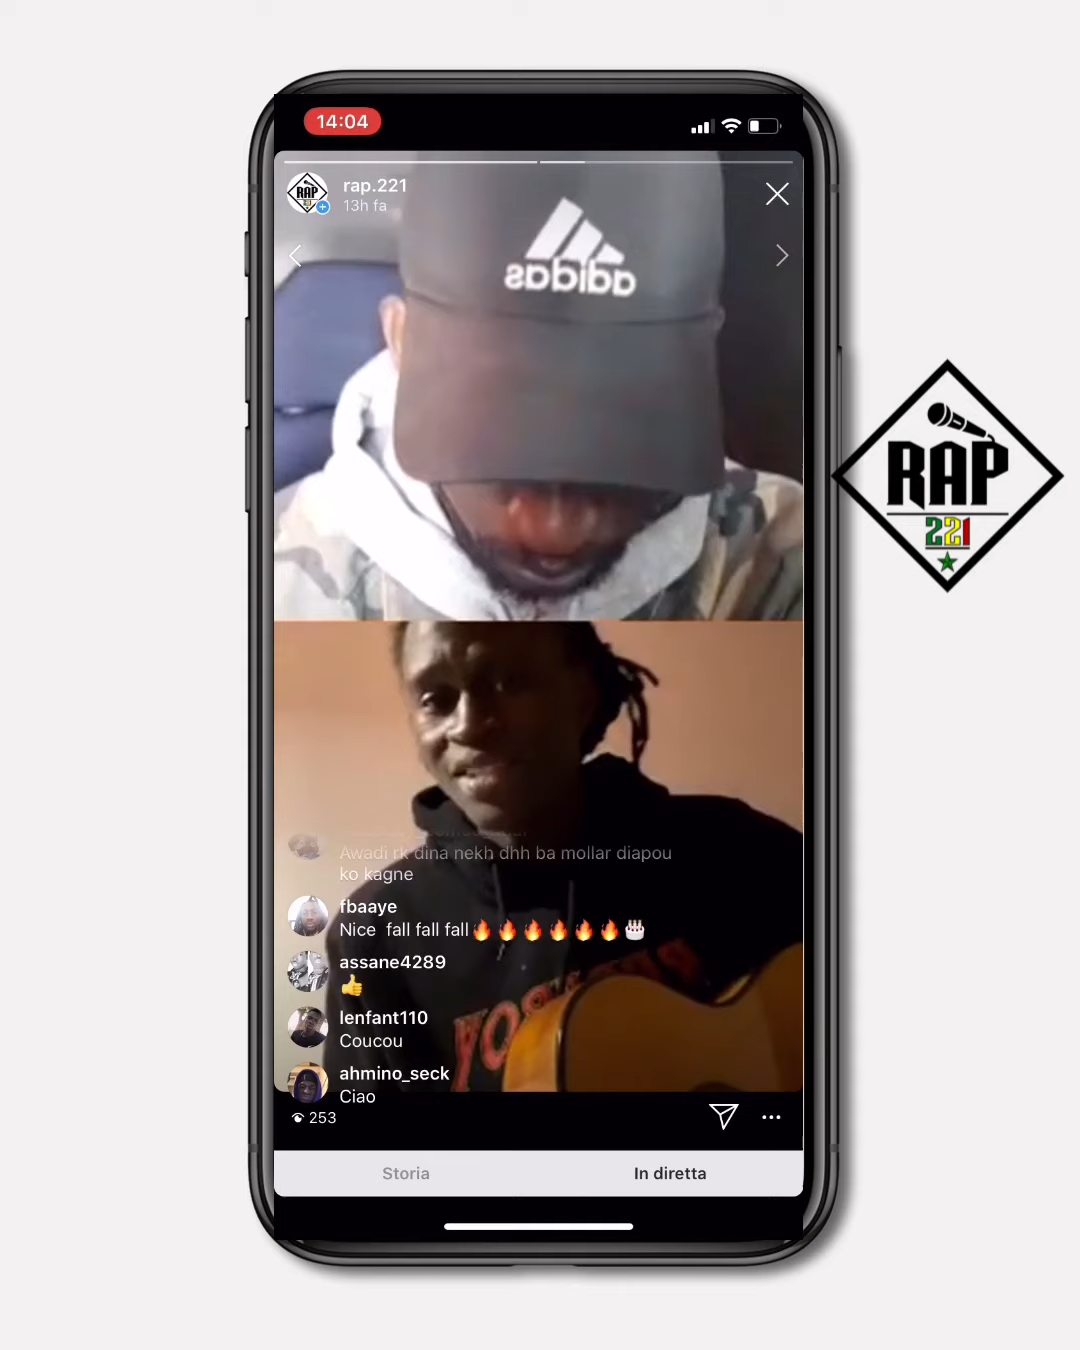 14:04
rap.221
13h fa
adidas
Awadi rk dina nekh dhh ba mollar diapou
ko kagne
fbaaye
Nice fall fall fall🔥🔥🔥🔥🔥🔥🎂
assane4289
👍
lenfant110
Coucou
ahmino_seck
Ciao
253
Storia
In diretta
RAP
221